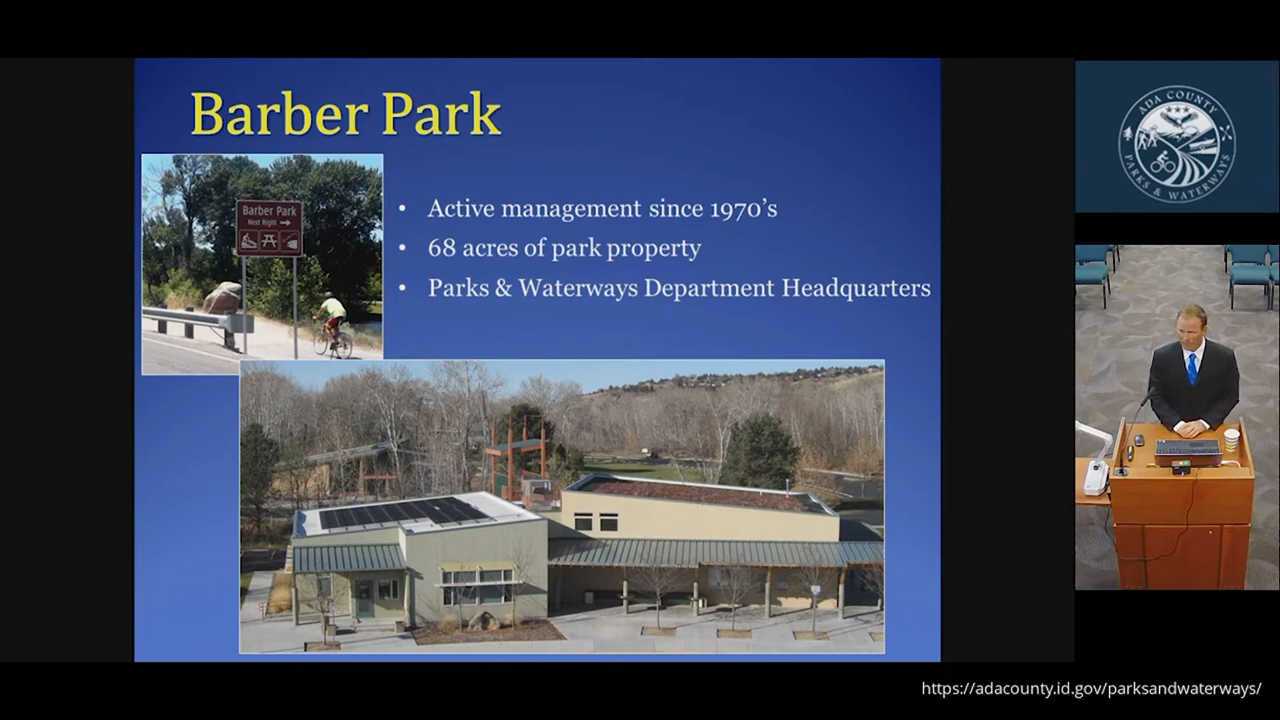 Barber Park
Barber Park
Next Right →
• Active management since 1970's
• 68 acres of park property
• Parks & Waterways Department Headquarters
ADA COUNTY
PARKS & WATERWAYS
https://adacounty.id.gov/parksandwaterways/